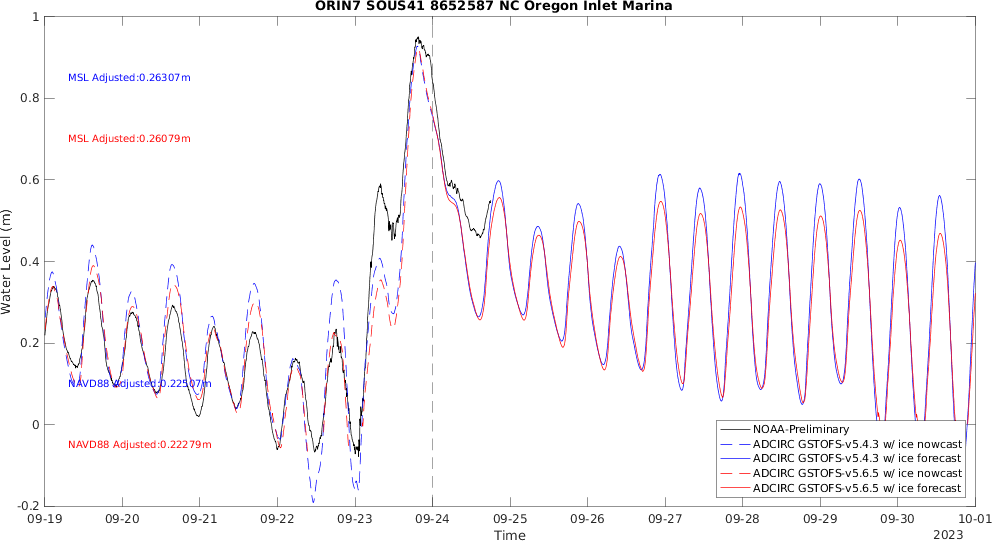 ORIN7 SOUS41 8652587 NC Oregon Inlet Marina
1
0.8
0.6
0.4
0.2
0
-0.2
Water Level (m)
MSL Adjusted:0.26307m
MSL Adjusted:0.26079m
NAVD88 Adjusted:0.22507m
NAVD88 Adjusted:0.22279m
NOAA-Preliminary
ADCIRC GSTOFS-v5.4.3 w/ ice nowcast
ADCIRC GSTOFS-v5.4.3 w/ ice forecast
ADCIRC GSTOFS-v5.6.5 w/ ice nowcast
ADCIRC GSTOFS-v5.6.5 w/ ice forecast
09-19 09-20 09-21 09-22 09-23 09-24 09-25 09-26 09-27 09-28 09-29 09-30 10-01
Time
2023